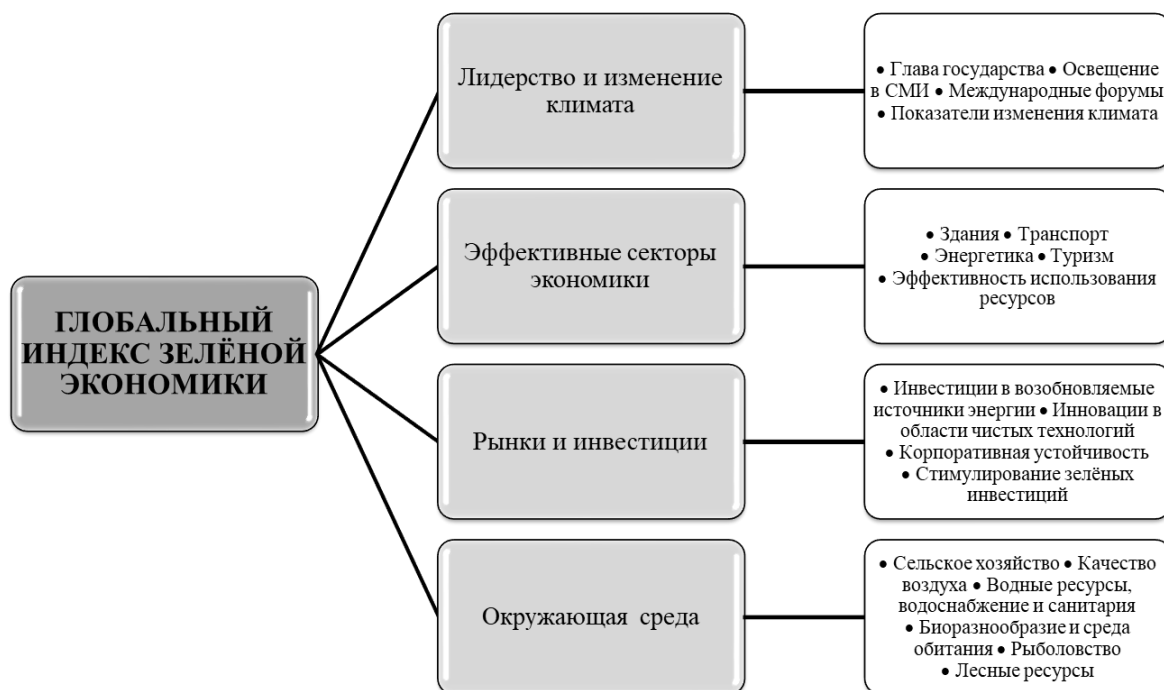 ГЛОБАЛЬНЫЙ
ИНДЕКС ЗЕЛЁНОЙ
ЭКОНОМИКИ
Лидерство и изменение
климата
• Глава государства • Освещение
в СМИ • Международные форумы
• Показатели изменения климата
Эффективные секторы
экономики
• Здания • Транспорт
• Энергетика • Туризм
• Эффективность использования
ресурсов
Рынки и инвестиции
• Инвестиции в возобновляемые
источники энергии • Инновации в
области чистых технологий
• Корпоративная устойчивость
• Стимулирование зелёных
инвестиций
Окружающая среда
• Сельское хозяйство • Качество
воздуха • Водные ресурсы,
водоснабжение и санитария
• Биоразнообразие и среда
обитания • Рыболовство
• Лесные ресурсы